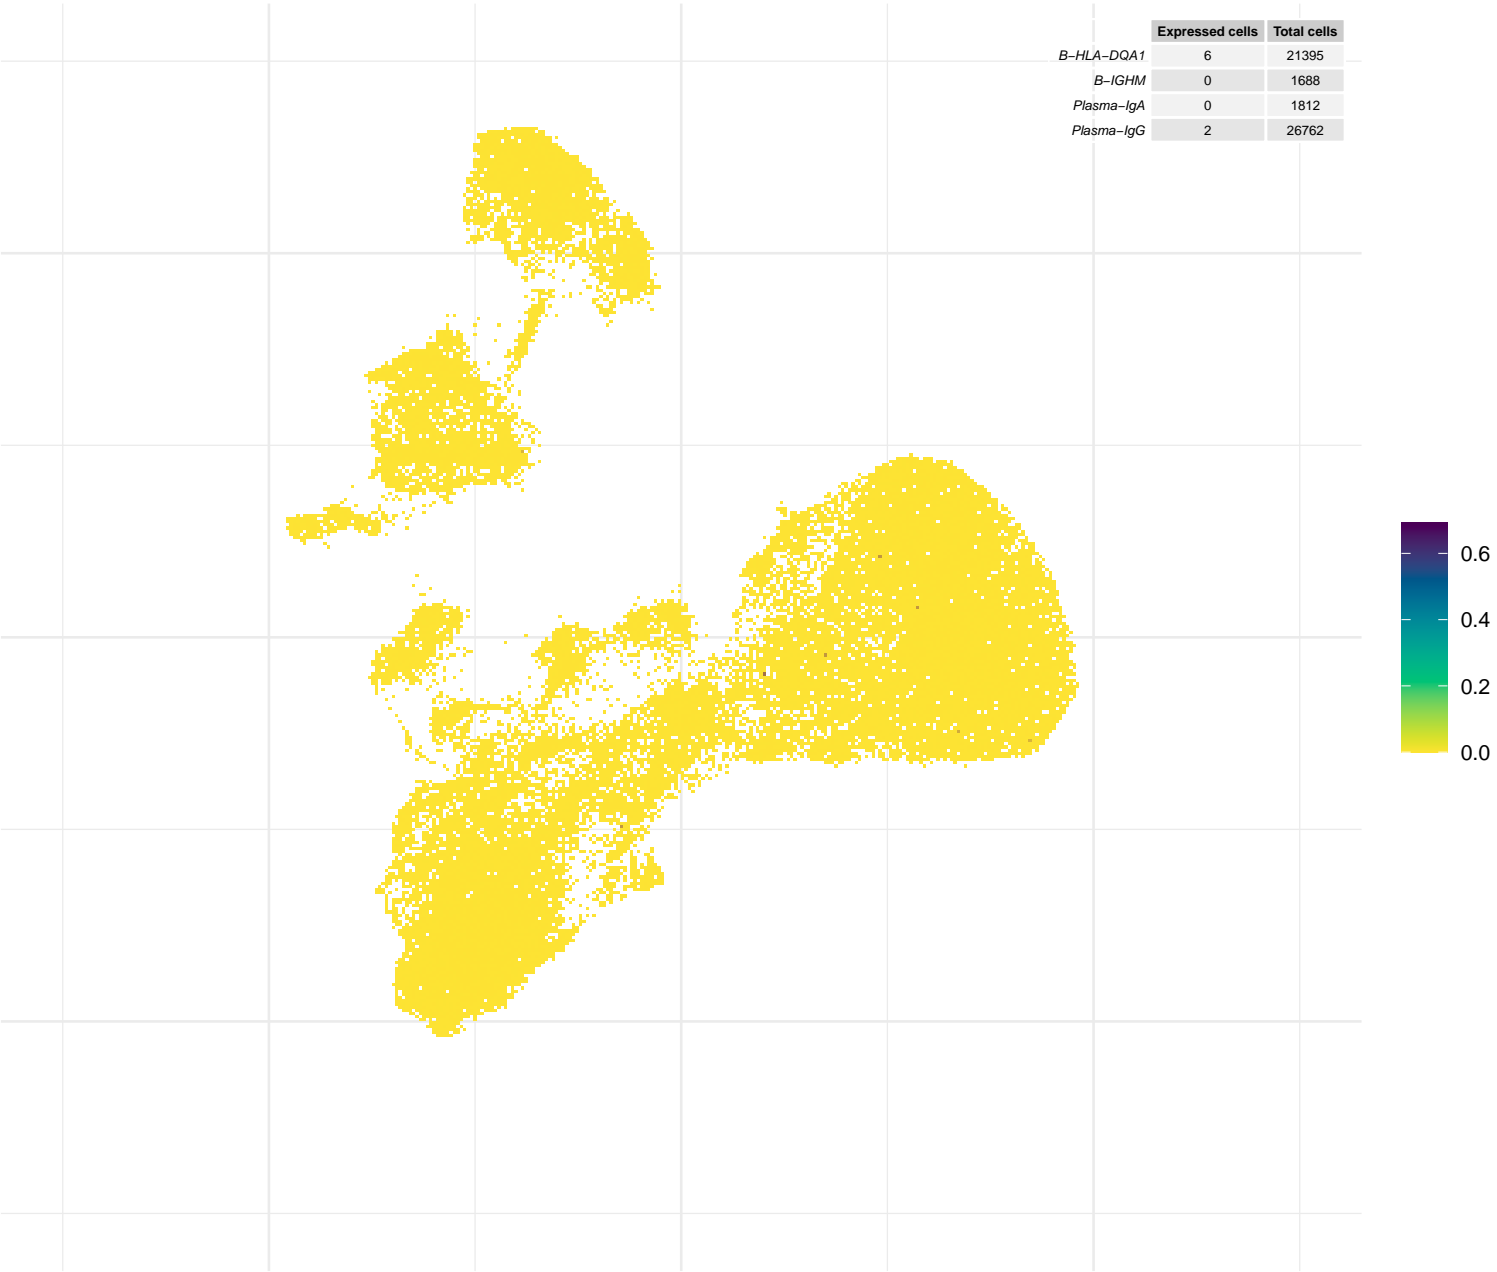 Expressed cells Total cells
B−HLA−DQA1 6 21395
B−IGHM 0 1688
Plasma−IgA 0 1812
Plasma−IgG 2 26762
0.6
0.4
0.2
0.0